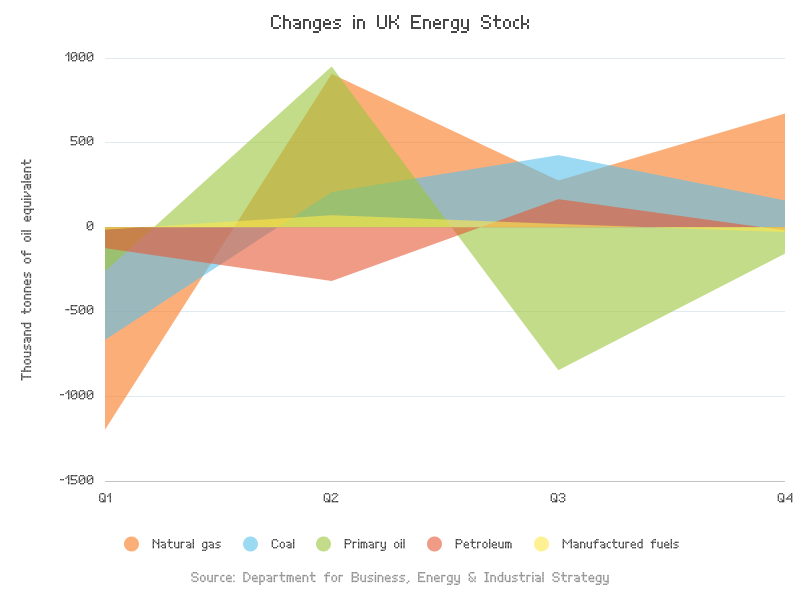 Changes in UK Energy Stock
Thousand tonnes of oil equivalent
1000
500
0
-500
-1000
-1500
Q1 Q2 Q3 Q4
Natural gas Coal Primary oil Petroleum Manufactured fuels
Source: Department for Business, Energy & Industrial Strategy